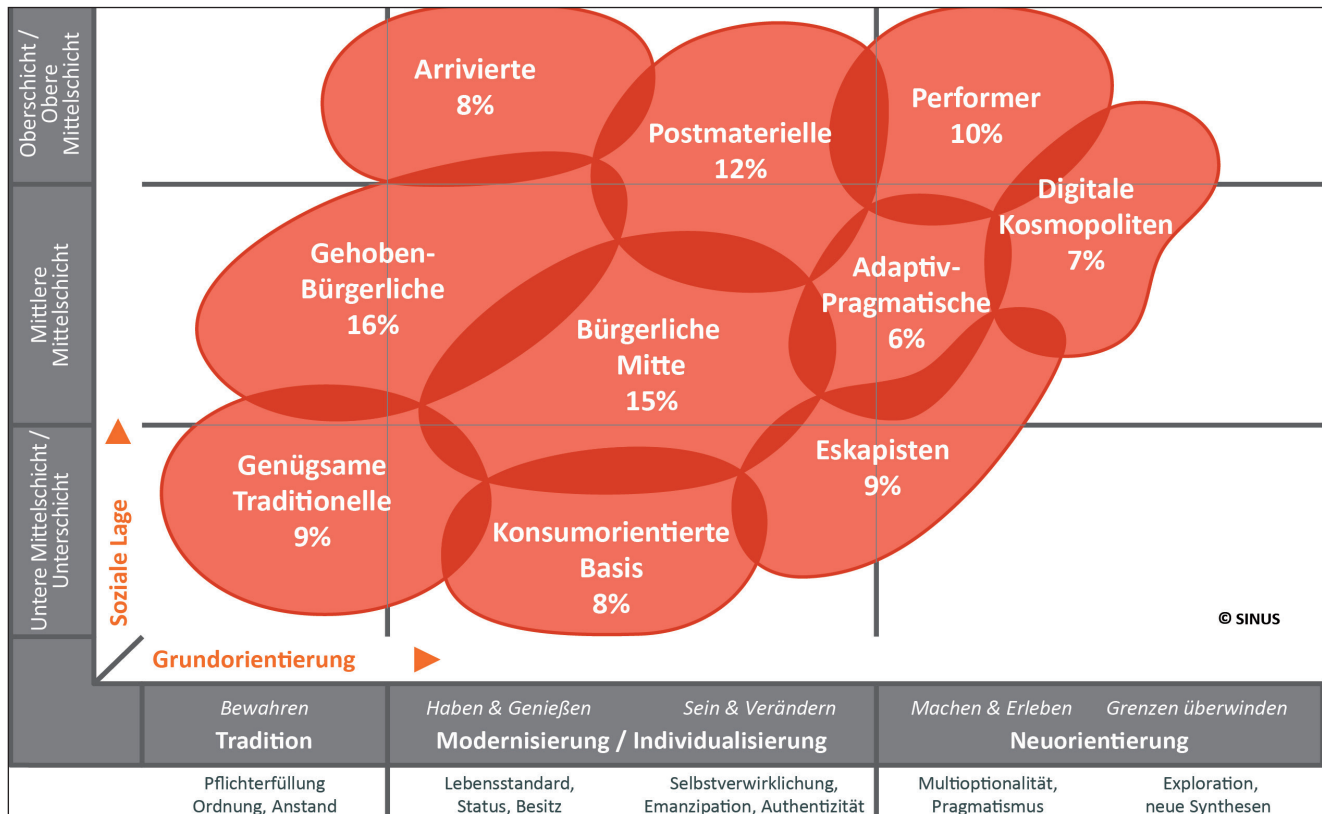 Oberschicht /
Obere
Mittelschicht
Mittlere
Mittelschicht
Untere Mittelschicht /
Unterschicht
Soziale Lage
Arrivierte
8%
Postmaterielle
12%
Performer
10%
Digitale
Kosmopoliten
7%
Gehoben-
Bürgerliche
16%
Adaptiv-
Pragmatische
6%
Bürgerliche
Mitte
15%
Genügsame
Traditionelle
9%
Konsumorientierte
Basis
8%
Eskapisten
9%
© SINUS
Grundorientierung
Bewahren
Tradition
Haben & Genießen
Sein & Verändern
Modernisierung / Individualisierung
Machen & Erleben
Grenzen überwinden
Neuorientierung
Pflichterfüllung
Ordnung, Anstand
Lebensstandard,
Status, Besitz
Selbstverwirklichung,
Emanzipation, Authentizität
Multioptionalität,
Pragmatismus
Exploration,
neue Synthesen